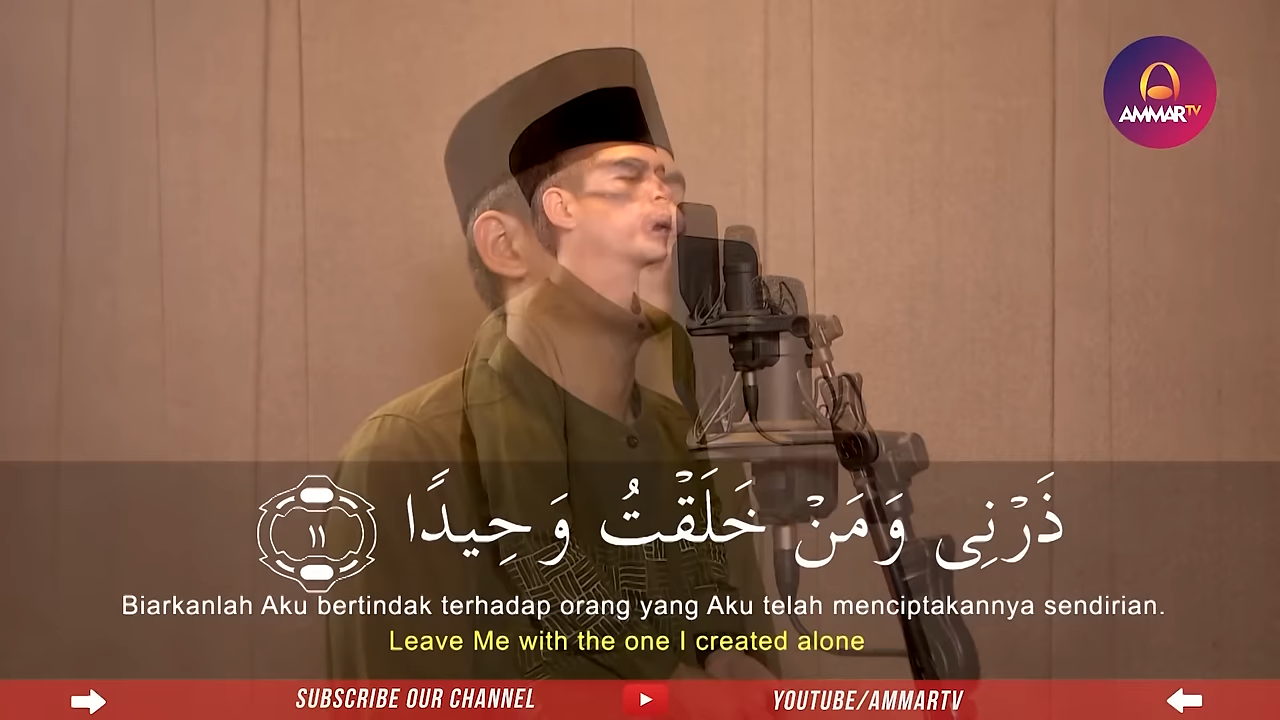 AMMARTV
ذَرْنِى وَمَنْ خَلَقْتُ وَحِيدًا ١١
Biarkanlah Aku bertindak terhadap orang yang Aku telah menciptakannya sendirian.
Leave Me with the one I created alone
SUBSCRIBE OUR CHANNEL YOUTUBE/AMMARTV